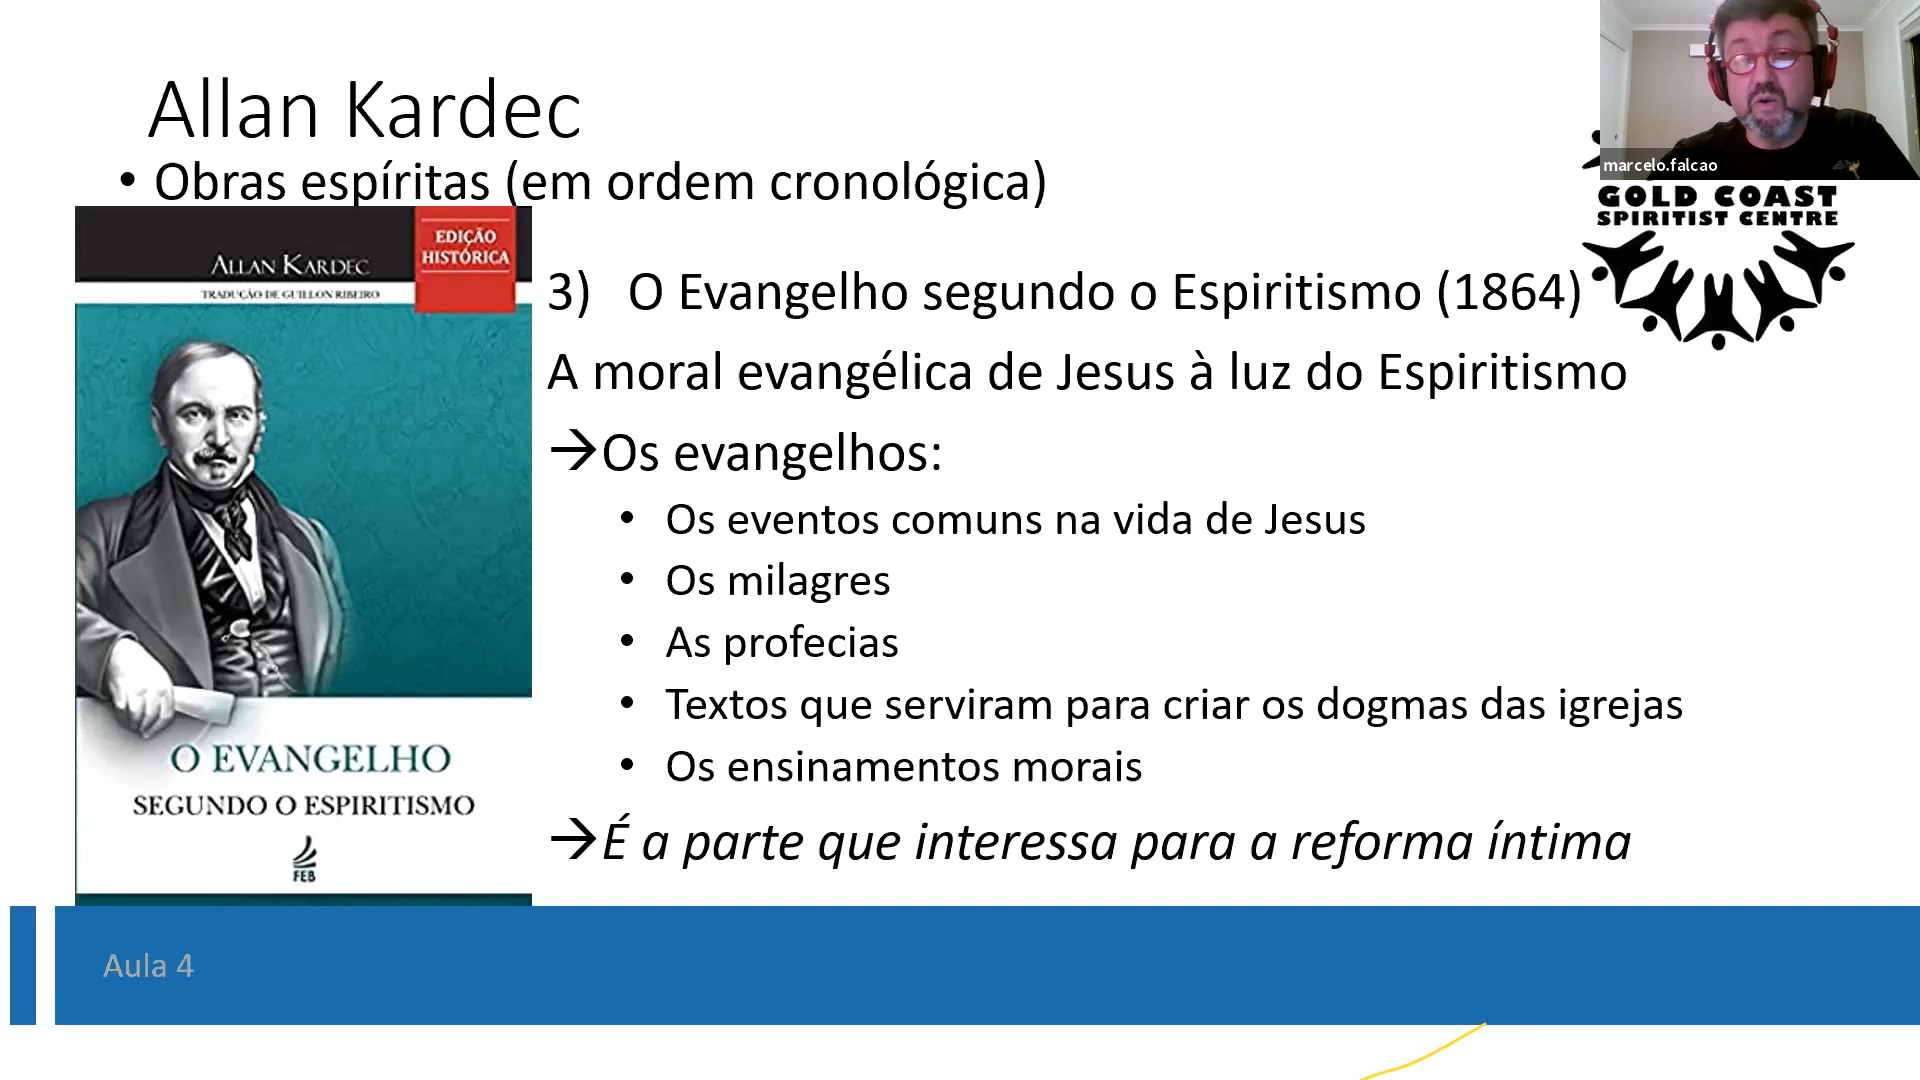 Allan Kardec
• Obras espíritas (em ordem cronológica)
marcelo.falcao
GOLD COAST
SPIRITIST CENTRE
EDIÇÃO
HISTÓRICA
ALLAN KARDEC
TRADUÇÃO DE GUILLON RIBEIRO
3) O Evangelho segundo o Espiritismo (1864)
A moral evangélica de Jesus à luz do Espiritismo
→Os evangelhos:
• Os eventos comuns na vida de Jesus
• Os milagres
• As profecias
• Textos que serviram para criar os dogmas das igrejas
• Os ensinamentos morais
→É a parte que interessa para a reforma íntima
O EVANGELHO
SEGUNDO O ESPIRITISMO
FEB
Aula 4